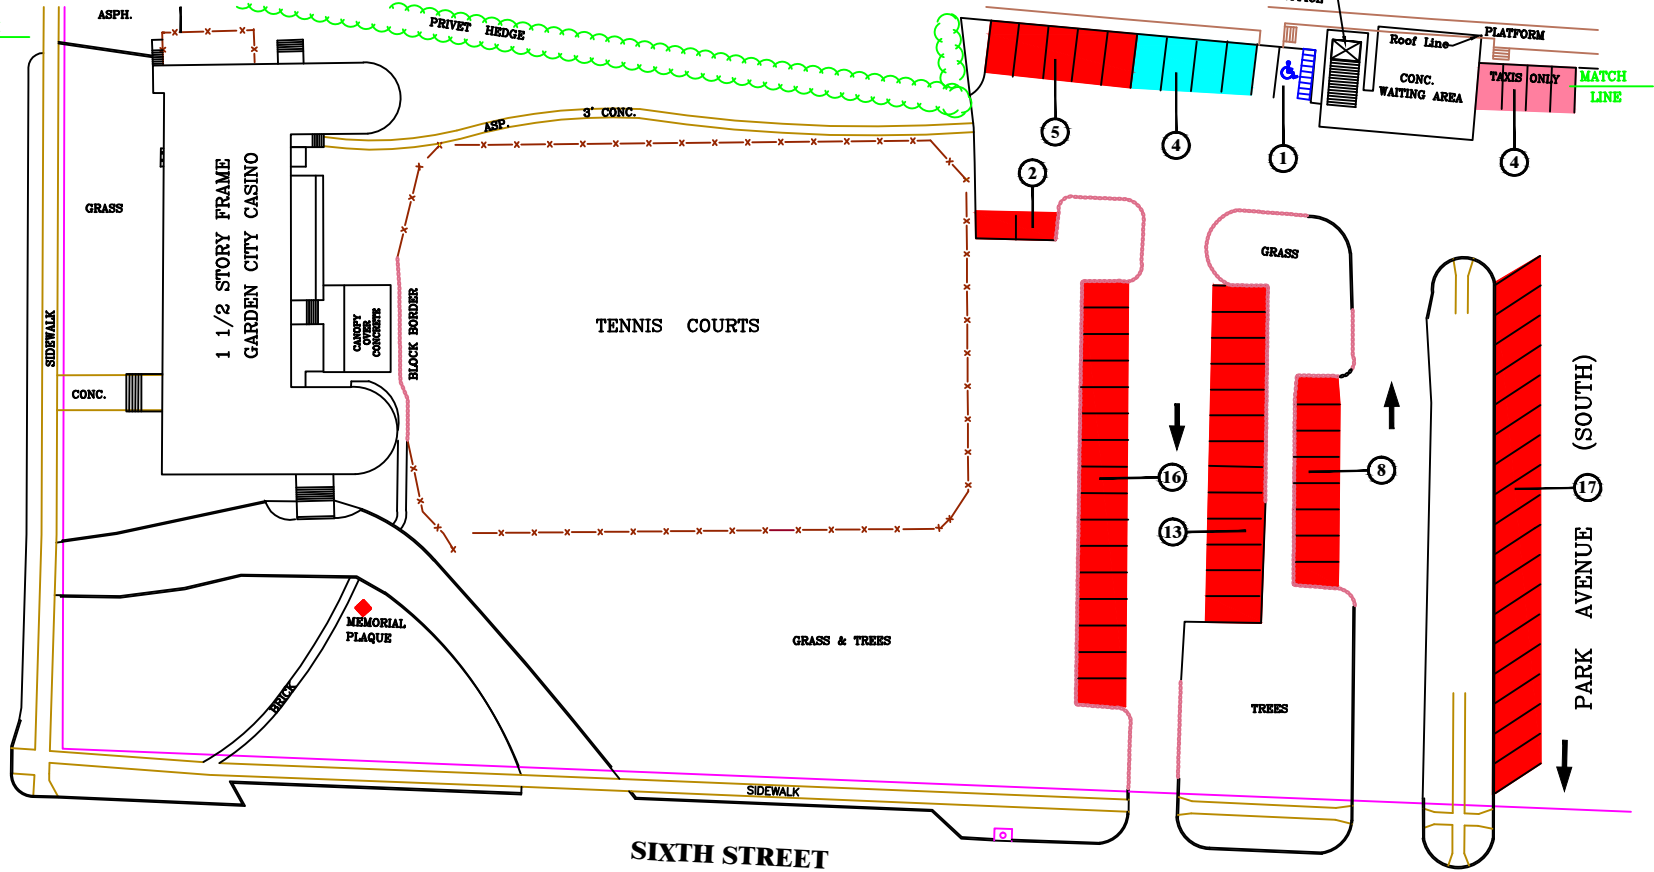 ASPH.
PRIVET HEDGE
Roof Line
PLATFORM
CONC.
WAITING AREA
TAXIS ONLY
MATCH
LINE
ASP.
3' CONC.
5
4
1
4
2
GRASS
1 1/2 STORY FRAME
GARDEN CITY CASINO
SIDEWALK
CANOPY
OVER
CONCRETE
BLOCK BORDER
TENNIS COURTS
GRASS
CONC.
16
13
8
17
PARK AVENUE (SOUTH)
MEMORIAL
PLAQUE
BRICK
GRASS & TREES
TREES
SIDEWALK
SIXTH STREET